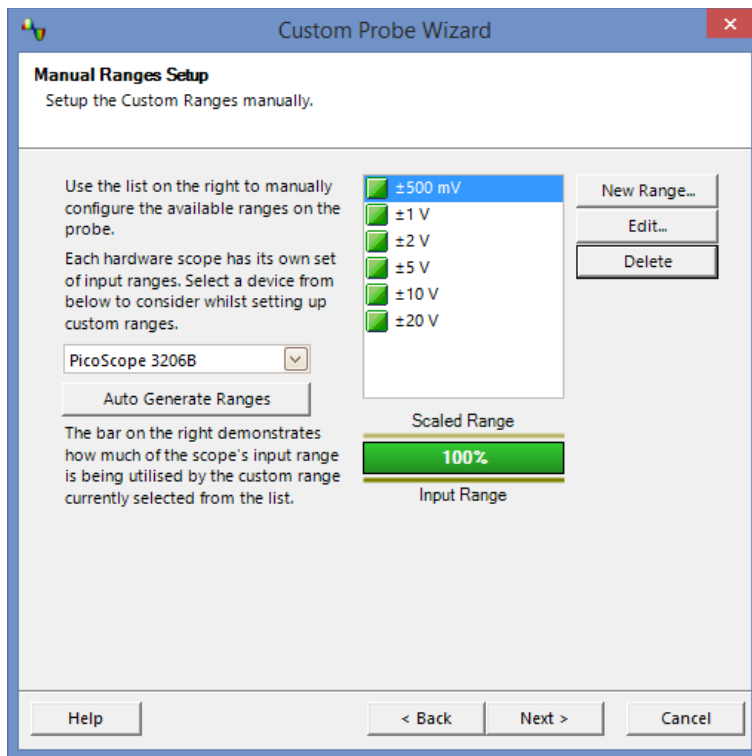 Custom Probe Wizard
Manual Ranges Setup
Setup the Custom Ranges manually.
Use the list on the right to manually
configure the available ranges on the
probe.
Each hardware scope has its own set
of input ranges. Select a device from
below to consider whilst setting up
custom ranges.
PicoScope 3206B
Auto Generate Ranges
The bar on the right demonstrates
how much of the scope's input range
is being utilised by the custom range
currently selected from the list.
±500 mV
±1 V
±2 V
±5 V
±10 V
±20 V
Scaled Range
100%
Input Range
New Range...
Edit...
Delete
Help
< Back
Next >
Cancel